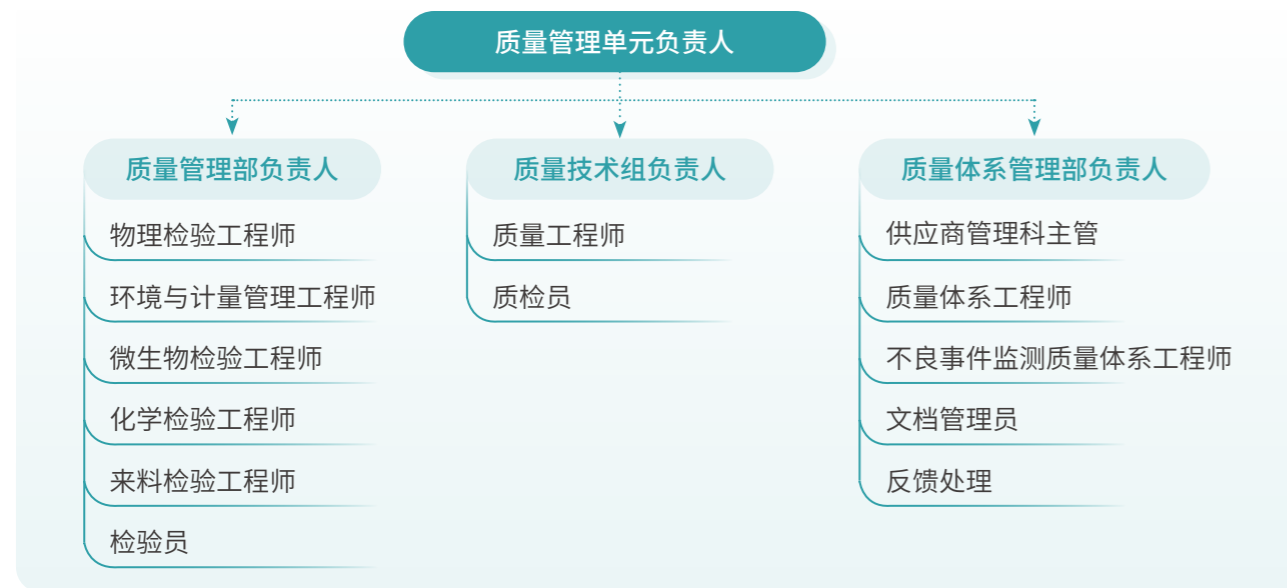 质量管理单元负责人
质量管理部负责人
物理检验工程师
环境与计量管理工程师
微生物检验工程师
化学检验工程师
来料检验工程师
检验员
质量技术组负责人
质量工程师
质检员
质量体系管理部负责人
供应商管理科主管
质量体系工程师
不良事件监测质量体系工程师
文档管理员
反馈处理